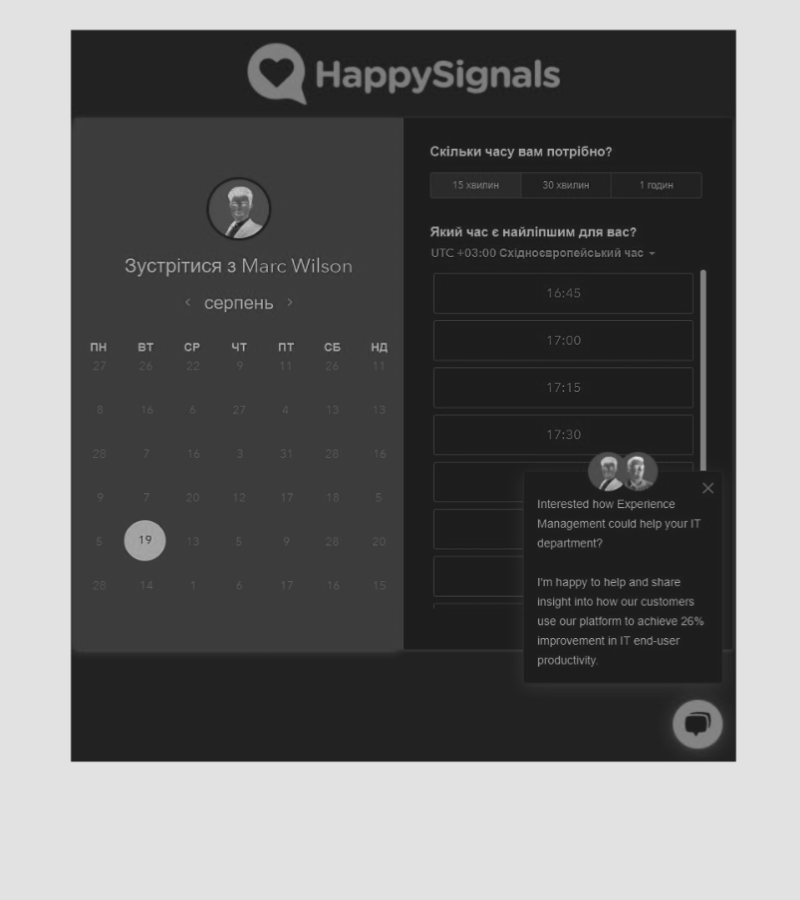 HappySignals
Зустрітися з Marc Wilson
‹ серпень ›
ПН ВТ СР ЧТ ПТ СБ НД
27 26 22 9 11 26 11
8 16 6 27 4 13 13
28 7 16 3 31 28 16
9 7 20 12 17 18 5
5 19 13 5 9 28 20
28 14 1 6 17 16 15
Скільки часу вам потрібно?
15 хвилин 30 хвилин 1 годин
Який час є найліпшим для вас?
UTC +03:00 Східноєвропейський час
16:45
17:00
17:15
17:30
Interested how Experience
Management could help your IT
department?
I'm happy to help and share
insight into how our customers
use our platform to achieve 26%
improvement in IT end-user
productivity.